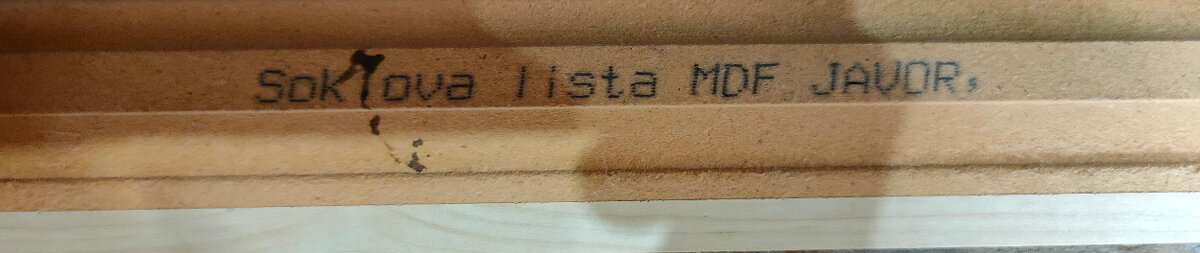 Soklova lista MDF JAVOR,